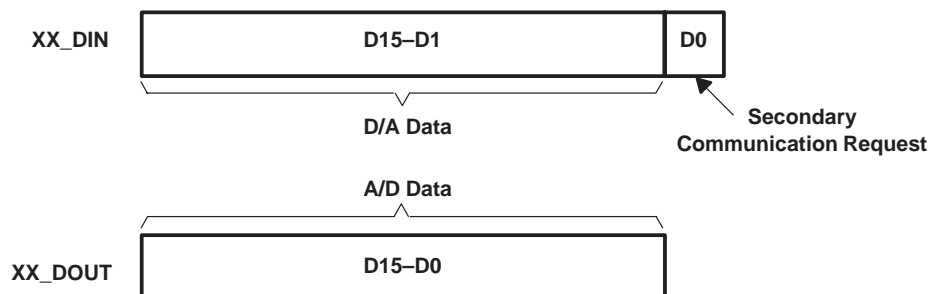 XX_DIN
D15–D1
D0
D/A Data
Secondary
Communication Request
A/D Data
XX_DOUT
D15–D0